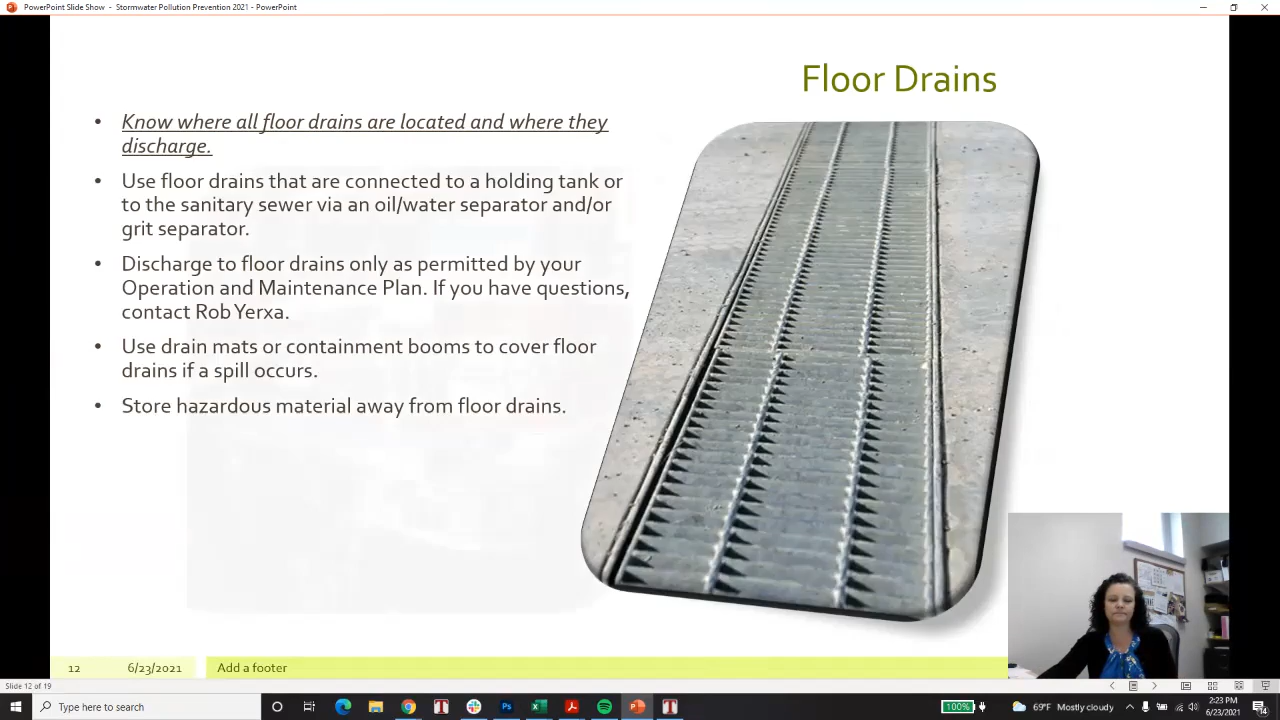 PowerPoint Slide Show - Stormwater Pollution Prevention 2021 - PowerPoint
Floor Drains
• Know where all floor drains are located and where they
discharge.
• Use floor drains that are connected to a holding tank or
to the sanitary sewer via an oil/water separator and/or
grit separator.
• Discharge to floor drains only as permitted by your
Operation and Maintenance Plan. If you have questions,
contact Rob Yerxa.
• Use drain mats or containment booms to cover floor
drains if a spill occurs.
• Store hazardous material away from floor drains.
12 6/23/2021 Add a footer
Slide 12 of 19
Type here to search
100% 69°F Mostly cloudy 2:23 PM
6/23/2021 14